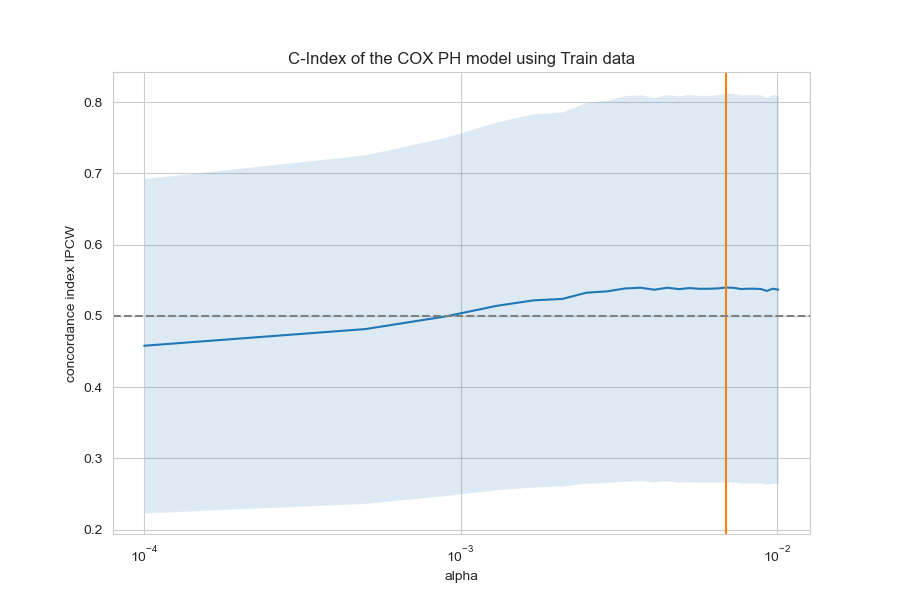 C-Index of the COX PH model using Train data
concordance index IPCW
0.8
0.7
0.6
0.5
0.4
0.3
0.2
10⁻⁴ 10⁻³ 10⁻²
alpha